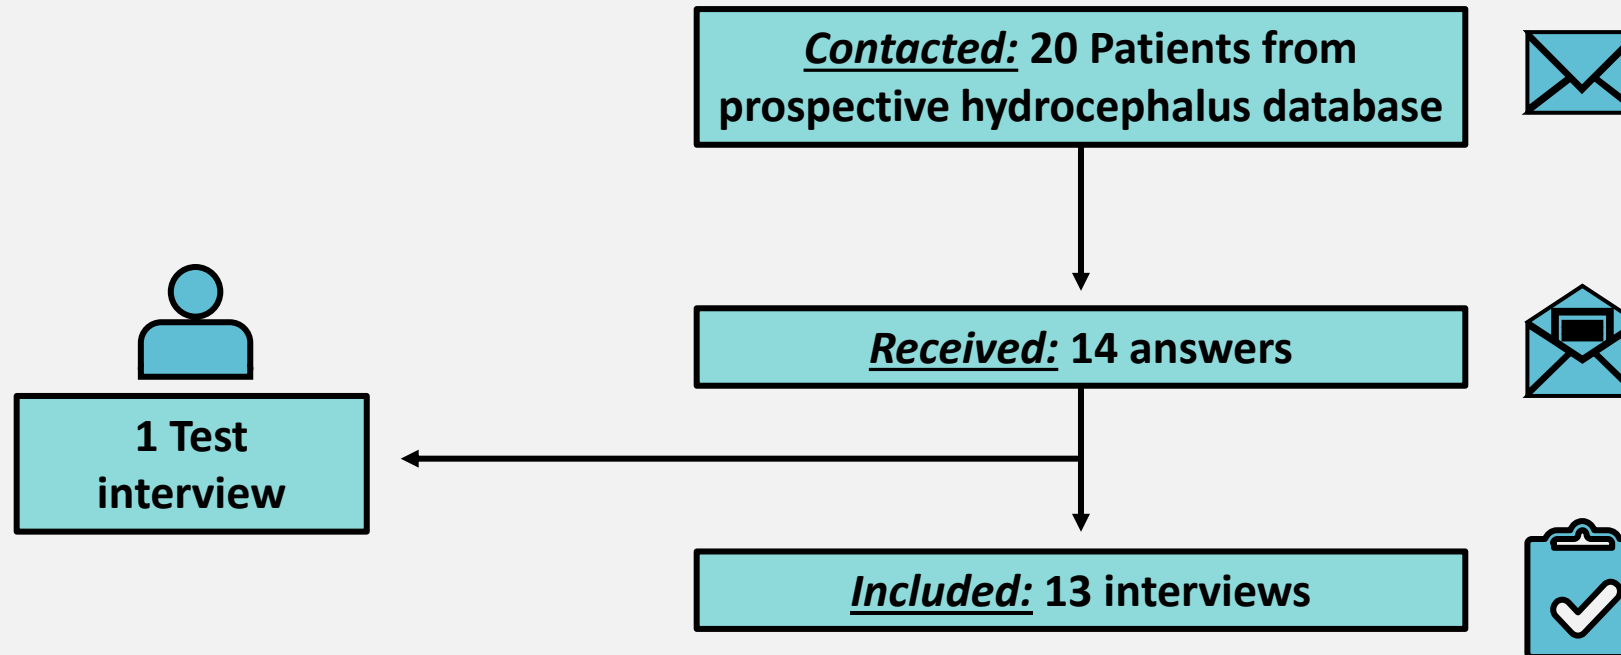 Contacted: 20 Patients from
prospective hydrocephalus database
Received: 14 answers
1 Test
interview
Included: 13 interviews